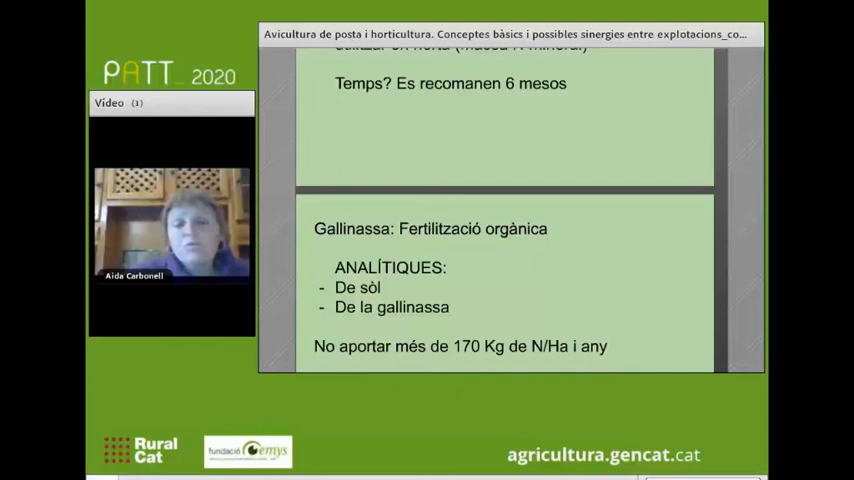 Avicultura de posta i horticultura. Conceptes bàsics i possibles sinergies entre explotacions_co...
PATT 2020
Temps? Es recomanen 6 mesos
Vídeo (1)
Aida Carbonell
Gallinassa: Fertilització orgànica
ANALÍTIQUES:
- De sòl
- De la gallinassa
No aportar més de 170 Kg de N/Ha i any
Rural
Cat
fundació emys
agricultura.gencat.cat